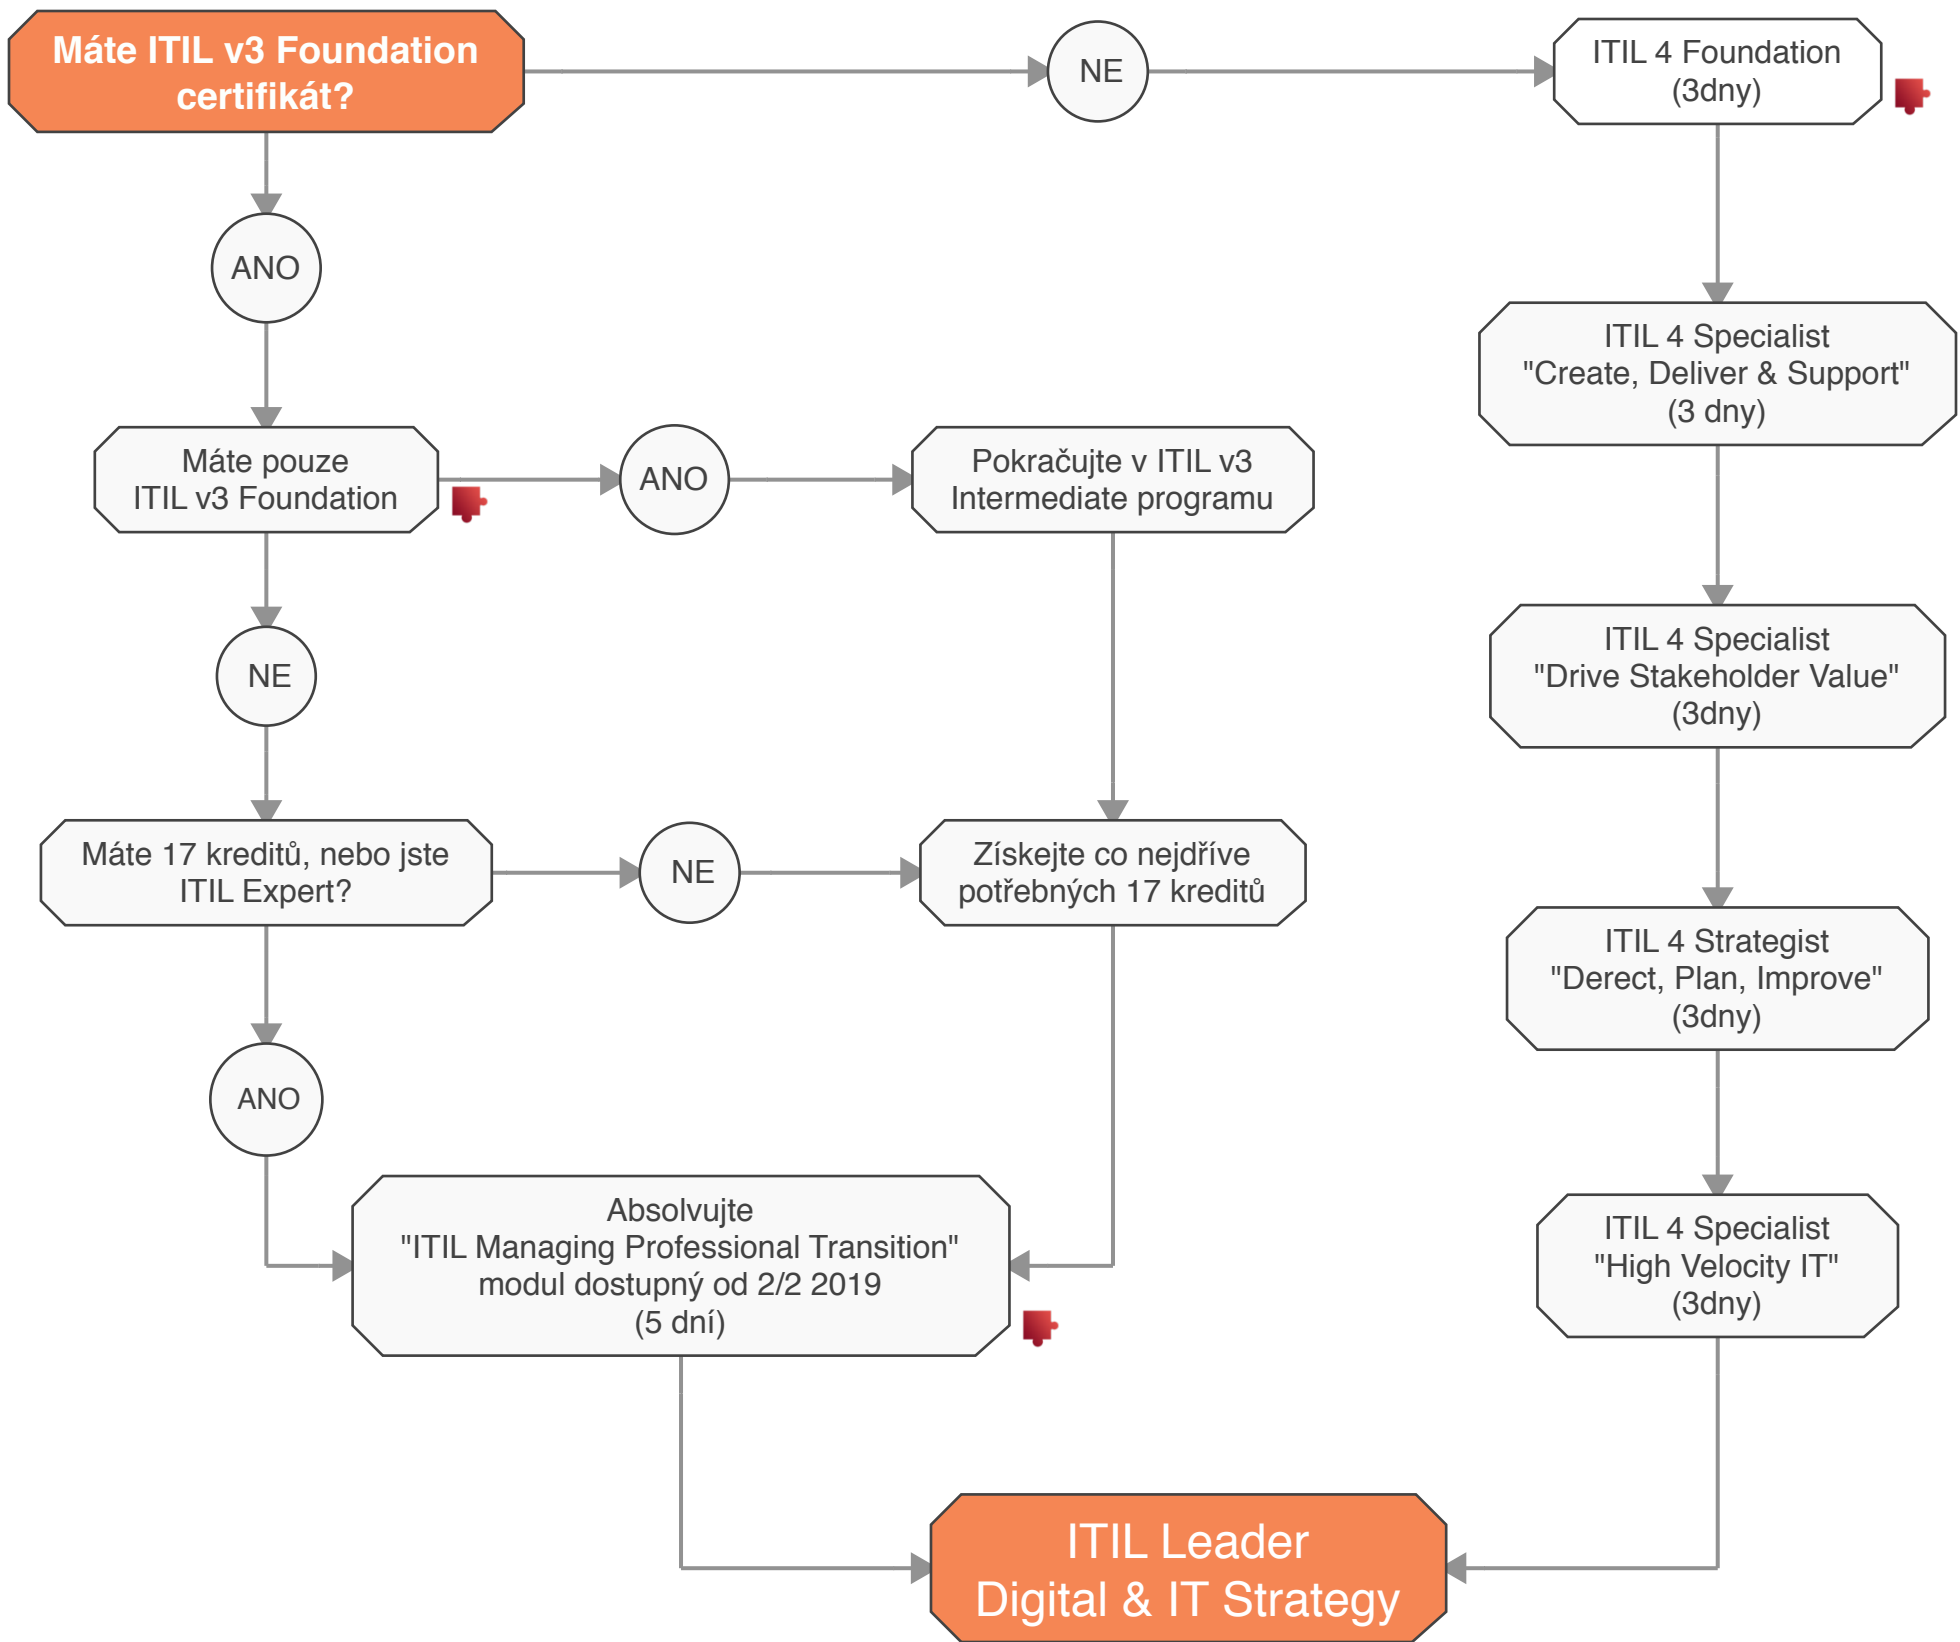 Máte ITIL v3 Foundation
certifikát?
NE
ITIL 4 Foundation
(3dny)
ANO
ITIL 4 Specialist
"Create, Deliver & Support"
(3 dny)
Máte pouze
ITIL v3 Foundation
ANO
Pokračujte v ITIL v3
Intermediate programu
NE
ITIL 4 Specialist
"Drive Stakeholder Value"
(3dny)
Máte 17 kreditů, nebo jste
ITIL Expert?
NE
Získejte co nejdříve
potřebných 17 kreditů
ITIL 4 Strategist
"Derect, Plan, Improve"
(3dny)
ANO
Absolvujte
"ITIL Managing Professional Transition"
modul dostupný od 2/2 2019
(5 dní)
ITIL 4 Specialist
"High Velocity IT"
(3dny)
ITIL Leader
Digital & IT Strategy